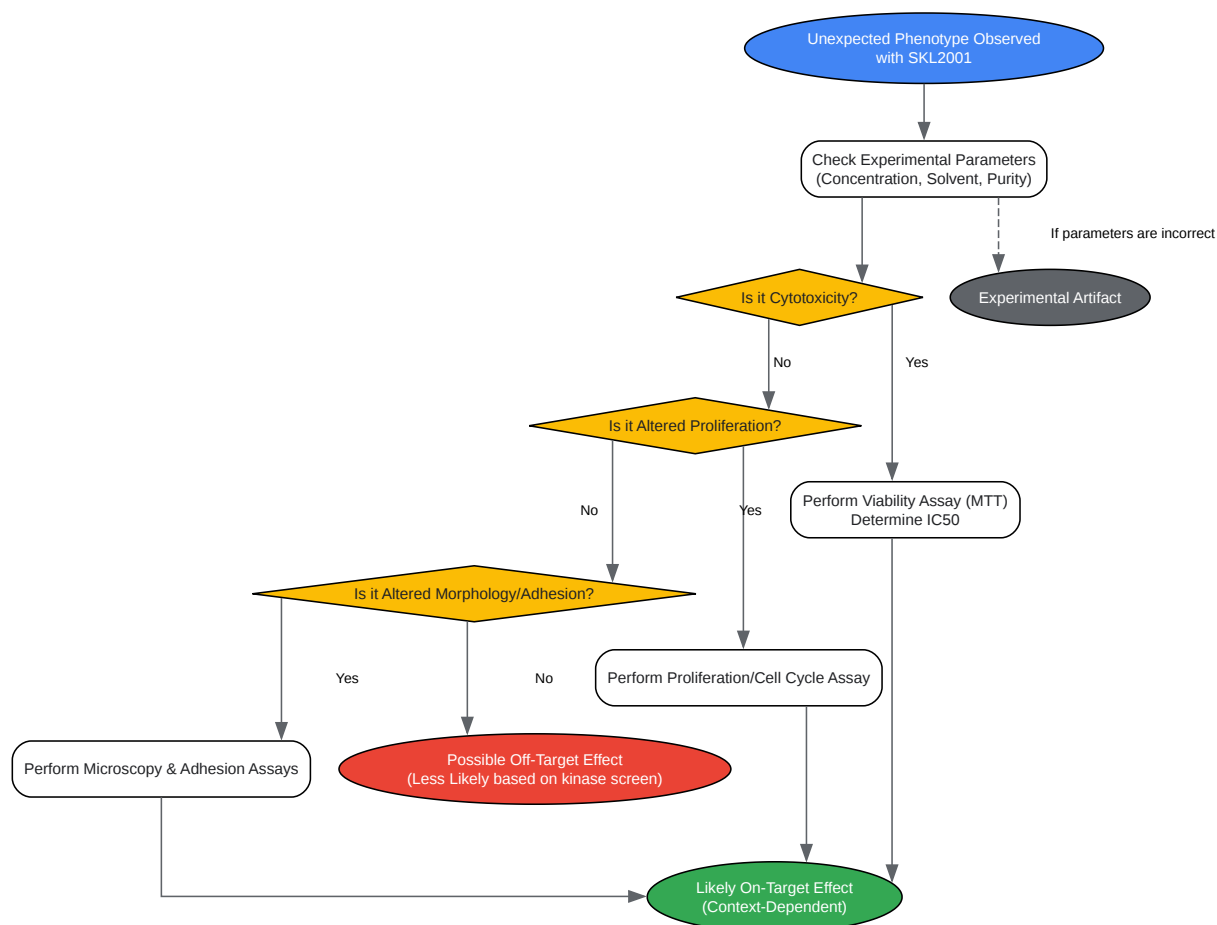 Unexpected Phenotype Observed
with SKL2001
Check Experimental Parameters
(Concentration, Solvent, Purity)
If parameters are incorrect
Is it Cytotoxicity?
Experimental Artifact
No
Yes
Is it Altered Proliferation?
Perform Viability Assay (MTT)
Determine IC50
No
Yes
Is it Altered Morphology/Adhesion?
Yes
No
Perform Proliferation/Cell Cycle Assay
Perform Microscopy & Adhesion Assays
Possible Off-Target Effect
(Less Likely based on kinase screen)
Likely On-Target Effect
(Context-Dependent)